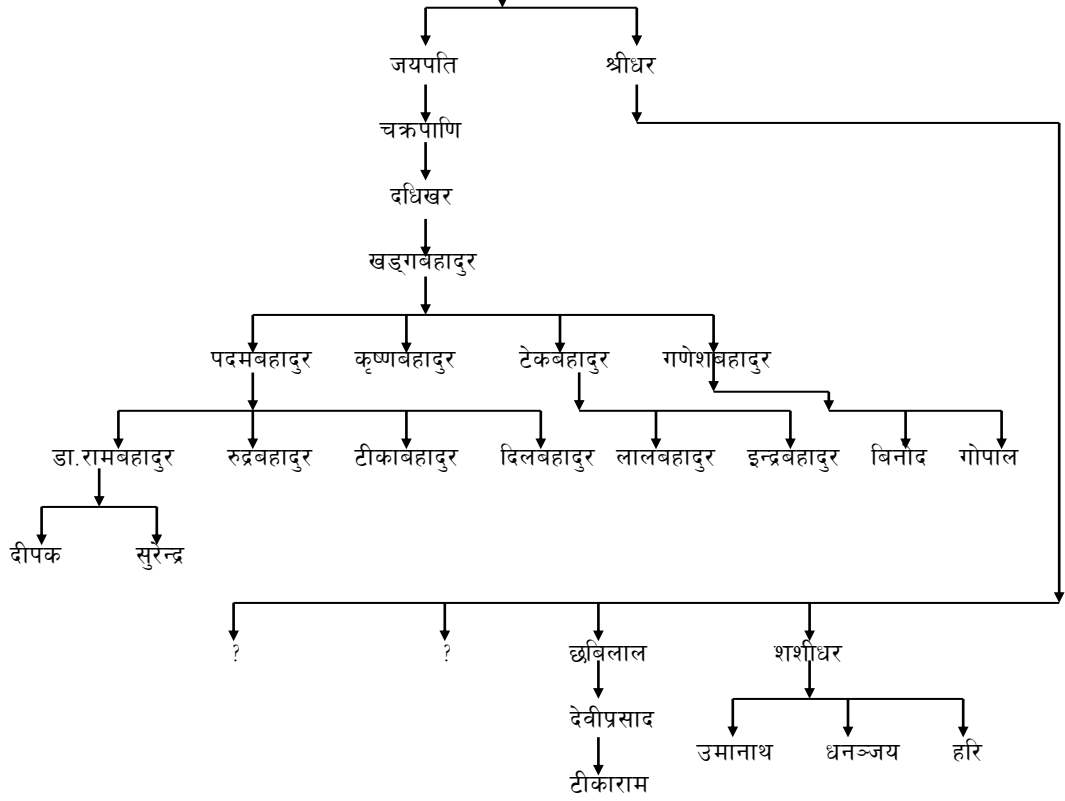 जयपति श्रीधर
चक्रपाणि
दधिखर
खड्गबहादुर
पदमबहादुर कृष्णबहादुर टेकबहादुर गणेशबहादुर
डा.रामबहादुर रुद्रबहादुर टीकाबहादुर दिलबहादुर लालबहादुर इन्द्रबहादुर बिनोद गोपाल
दीपक सुरेन्द्र
? ? छबिलाल शशीधर
देवीप्रसाद
उमानाथ धनञ्जय हरि
टीकाराम